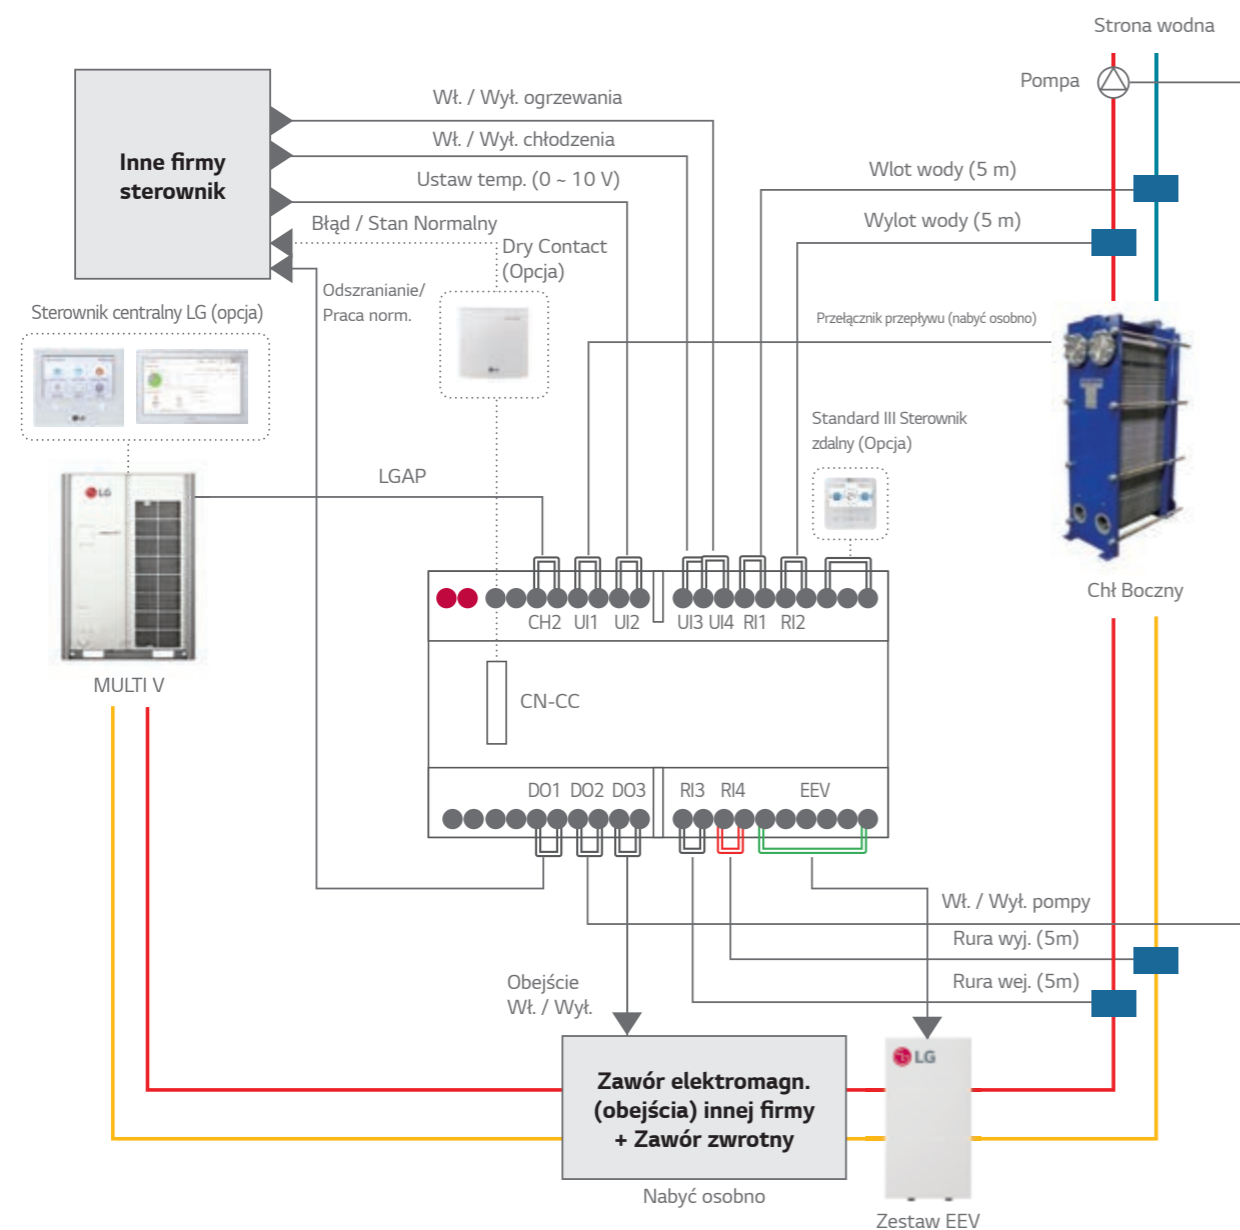 Strona wodna
Pompa
Wł. / Wył. ogrzewania
Wł. / Wył. chłodzenia
Ustaw temp. (0 ~ 10 V)
Inne firmy
sterownik
Błąd / Stan Normalny
Dry Contact
(Opcja)
Odszranianie/
Praca norm.
Wlot wody (5 m)
Wylot wody (5 m)
Sterownik centralny LG (opcja)
Przełącznik przepływu (nabyć osobno)
Standard III Sterownik
zdalny (Opcja)
LGAP
LG
MULTI V
Chł Boczny
CH2 UI1 UI2 UI3 UI4 RI1 RI2
CN-CC
DO1 DO2 DO3 RI3 RI4 EEV
Wł. / Wył. pompy
Rura wyj. (5m)
Rura wej. (5m)
Obejście
Wł. / Wył.
Zawór elektromagn.
(obejścia) innej firmy
+ Zawór zwrotny
Nabyć osobno
LG
Zestaw EEV